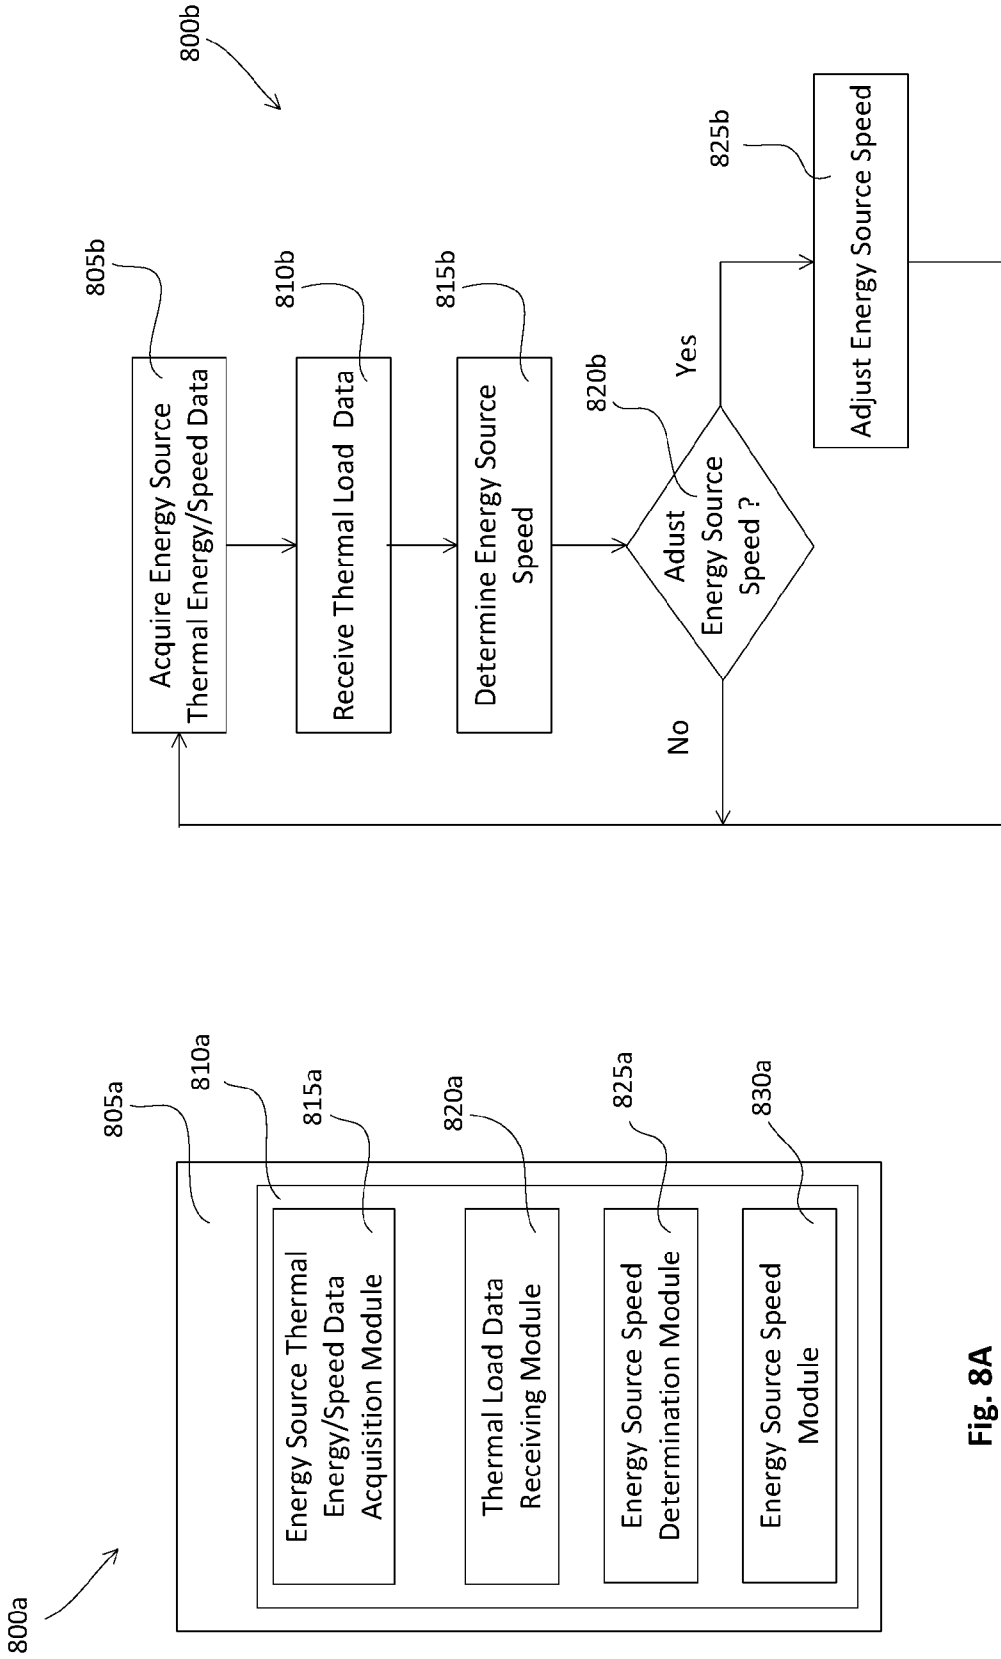 800a
805a
810a
Energy Source Thermal
Energy/Speed Data
Acquisition Module
815a
Thermal Load Data
Receiving Module
820a
Energy Source Speed
Determination Module
825a
Energy Source Speed
Module
830a
Fig. 8A
800b
Acquire Energy Source
Thermal Energy/Speed Data
805b
Receive Thermal Load Data
810b
Determine Energy Source
Speed
815b
Adust
Energy Source
Speed ?
820b
No
Yes
Adjust Energy Source Speed
825b